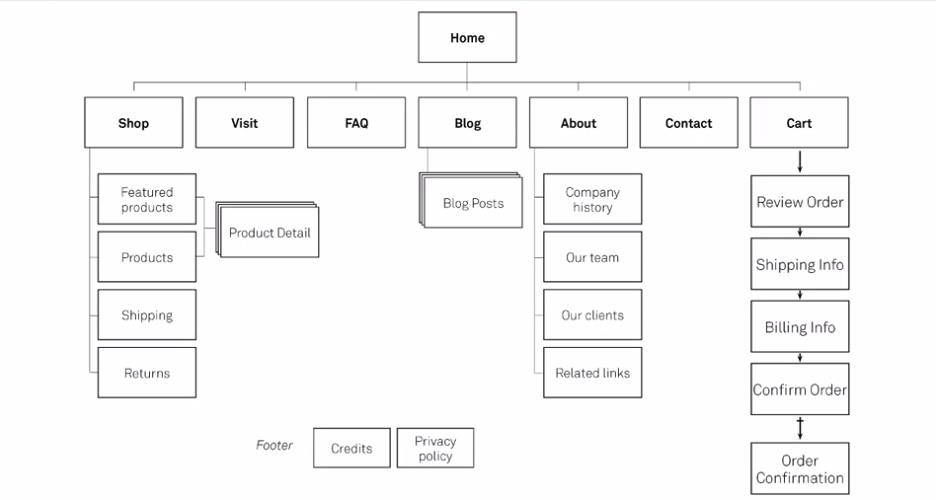 Home
Shop
Visit
FAQ
Blog
About
Contact
Cart
Featured
products
Products
Shipping
Returns
Product Detail
Blog Posts
Company
history
Our team
Our clients
Related links
Review Order
Shipping Info
Billing Info
Confirm Order
Order
Confirmation
Footer
Credits
Privacy
policy